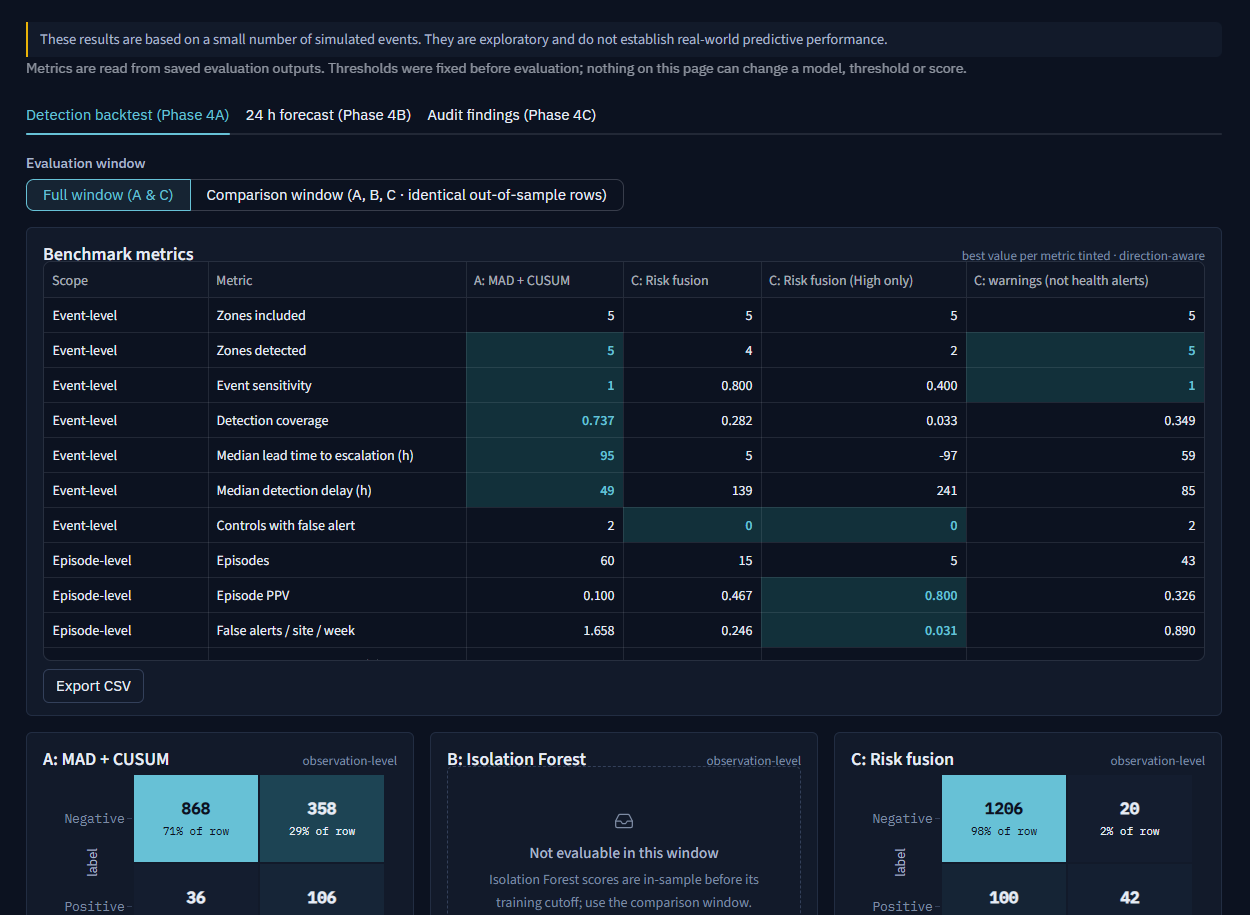 These results are based on a small number of simulated events. They are exploratory and do not establish real-world predictive performance.
Metrics are read from saved evaluation outputs. Thresholds were fixed before evaluation; nothing on this page can change a model, threshold or score.
Detection backtest (Phase 4A) 24 h forecast (Phase 4B) Audit findings (Phase 4C)
Evaluation window
Full window (A & C) Comparison window (A, B, C · identical out-of-sample rows)
Benchmark metrics best value per metric tinted · direction-aware
Scope Metric A: MAD + CUSUM C: Risk fusion C: Risk fusion (High only) C: warnings (not health alerts)
Event-level Zones included 5 5 5 5
Event-level Zones detected 5 4 2 5
Event-level Event sensitivity 1 0.800 0.400 1
Event-level Detection coverage 0.737 0.282 0.033 0.349
Event-level Median lead time to escalation (h) 95 5 -97 59
Event-level Median detection delay (h) 49 139 241 85
Event-level Controls with false alert 2 0 0 2
Episode-level Episodes 60 15 5 43
Episode-level Episode PPV 0.100 0.467 0.800 0.326
Episode-level False alerts / site / week 1.658 0.246 0.031 0.890
Export CSV
A: MAD + CUSUM observation-level B: Isolation Forest observation-level C: Risk fusion observation-level
Negative 868 358 Negative 1206 20
71% of row 29% of row 98% of row 2% of row
Not evaluable in this window
label label
Isolation Forest scores are in-sample before its
training cutoff; use the comparison window.
Positive 36 106 Positive 100 42